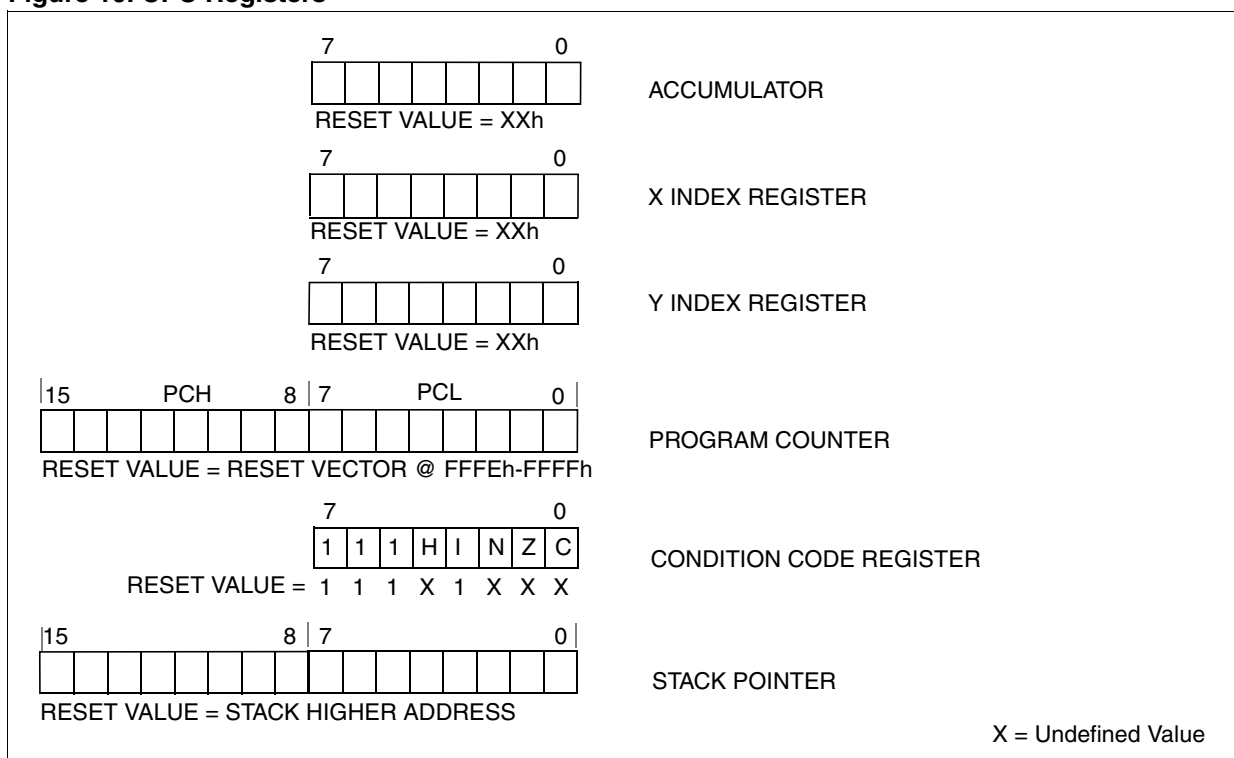 7 0
ACCUMULATOR
RESET VALUE = XXh
7 0
X INDEX REGISTER
RESET VALUE = XXh
7 0
Y INDEX REGISTER
RESET VALUE = XXh
15 PCH 8 7 PCL 0
PROGRAM COUNTER
RESET VALUE = RESET VECTOR @ FFFEh-FFFFh
7 0
1 1 1 H I N Z C
CONDITION CODE REGISTER
RESET VALUE = 1 1 1 X 1 X X X
15 8 7 0
STACK POINTER
RESET VALUE = STACK HIGHER ADDRESS
X = Undefined Value